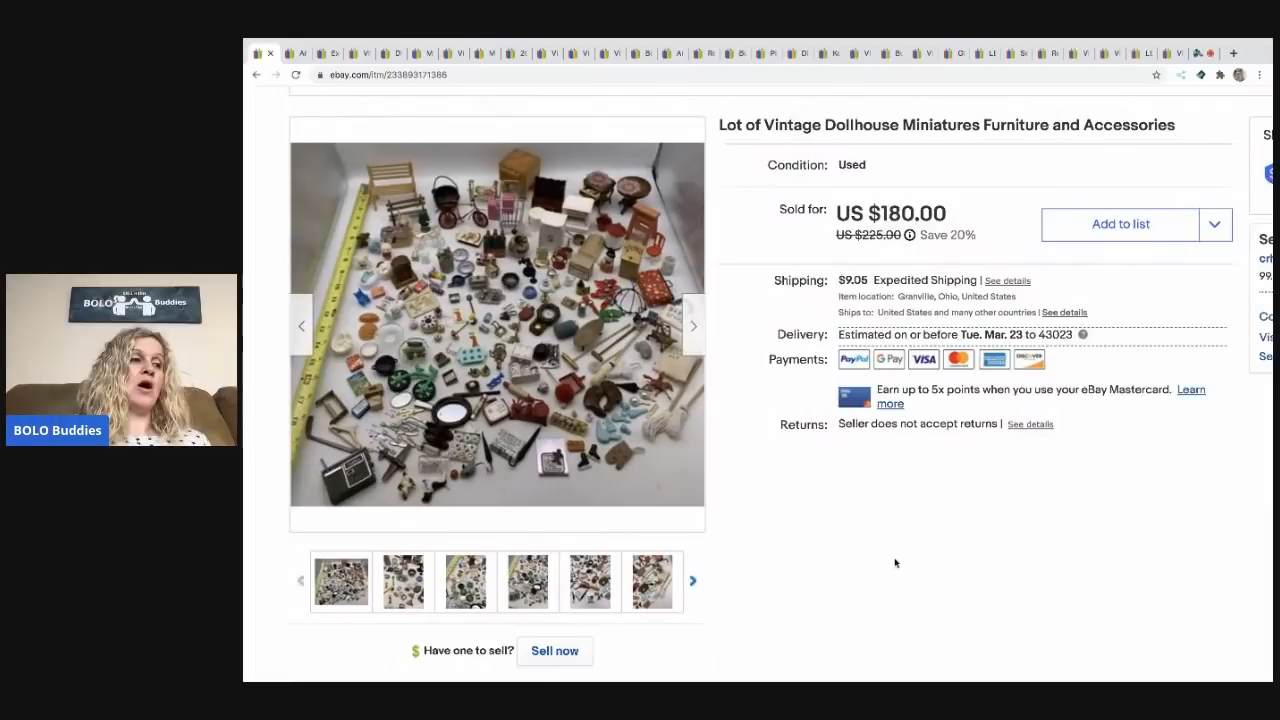 ebay.com/itm/233893171386
Lot of Vintage Dollhouse Miniatures Furniture and Accessories
Condition: Used
Sold for: US $180.00
US $225.00 Save 20%
Add to list
Shipping: $9.05 Expedited Shipping | See details
Item location: Granville, Ohio, United States
Ships to: United States and many other countries | See details
Delivery: Estimated on or before Tue. Mar. 23 to 43023
Payments: PayPal G Pay VISA DISCOVER
Earn up to 5x points when you use your eBay Mastercard. Learn
more
Returns: Seller does not accept returns | See details
BOLO Buddies
BOLO Buddies
$ Have one to sell? Sell now